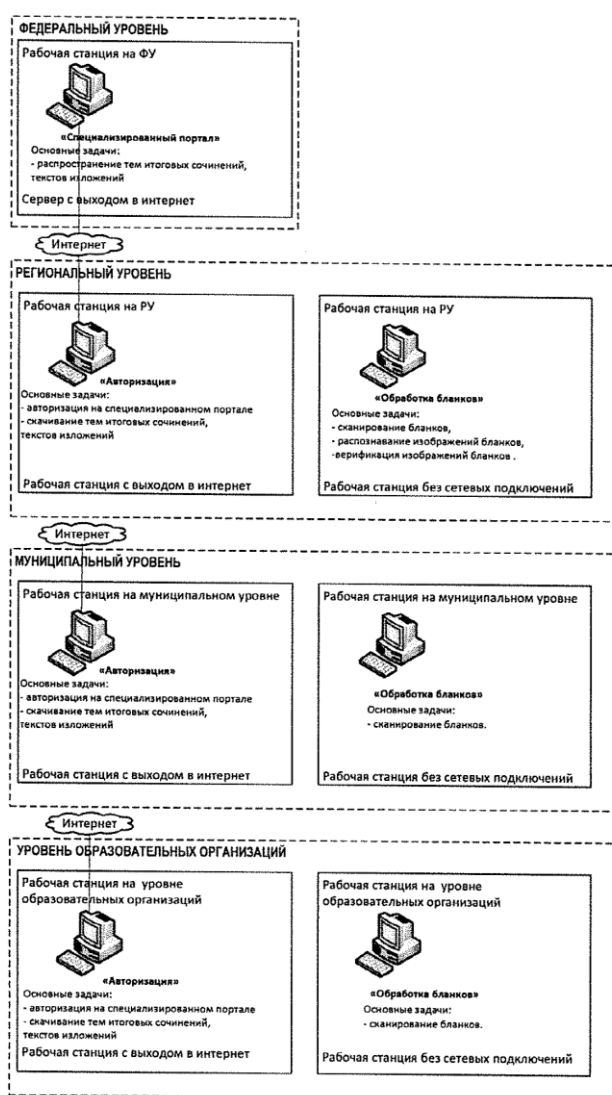 ФЕДЕРАЛЬНЫЙ УРОВЕНЬ
Рабочая станция на ФУ
«Специализированный портал»
Основные задачи:
- распространение тем итоговых сочинений,
текстов изложений
Сервер с выходом в интернет
Интернет
РЕГИОНАЛЬНЫЙ УРОВЕНЬ
Рабочая станция на РУ
«Авторизация»
Основные задачи:
- авторизация на специализированном портале
- скачивание тем итоговых сочинений,
текстов изложений
Рабочая станция с выходом в интернет
Рабочая станция на РУ
«Обработка бланков»
Основные задачи:
- сканирование бланков,
- распознавание изображений бланков,
-верификация изображений бланков .
Рабочая станция без сетевых подключений
Интернет
МУНИЦИПАЛЬНЫЙ УРОВЕНЬ
Рабочая станция на муниципальном уровне
«Авторизация»
Основные задачи:
- авторизация на специализированном портале
- скачивание тем итоговых сочинений,
текстов изложений
Рабочая станция с выходом в интернет
Рабочая станция на муниципальном уровне
«Обработка бланков»
Основные задачи:
- сканирование бланков.
Рабочая станция без сетевых подключений
Интернет
УРОВЕНЬ ОБРАЗОВАТЕЛЬНЫХ ОРГАНИЗАЦИЙ
Рабочая станция на уровне
образовательных организаций
«Авторизация»
Основные задачи:
- авторизация на специализированном портале
- скачивание тем итоговых сочинений,
текстов изложений
Рабочая станция с выходом в интернет
Рабочая станция на уровне
образовательных организаций
«Обработка бланков»
Основные задачи:
- сканирование бланков.
Рабочая станция без сетевых подключений